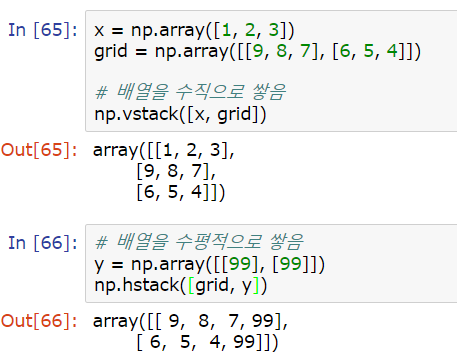 In [65]: x = np.array([1, 2, 3])
grid = np.array([[9, 8, 7], [6, 5, 4]])
# 배열을 수직으로 쌓음
np.vstack([x, grid])
Out[65]: array([[1, 2, 3],
[9, 8, 7],
[6, 5, 4]])
In [66]: # 배열을 수평적으로 쌓음
y = np.array([[99], [99]])
np.hstack([grid, y])
Out[66]: array([[ 9,  8,  7, 99],
[ 6,  5,  4, 99]])